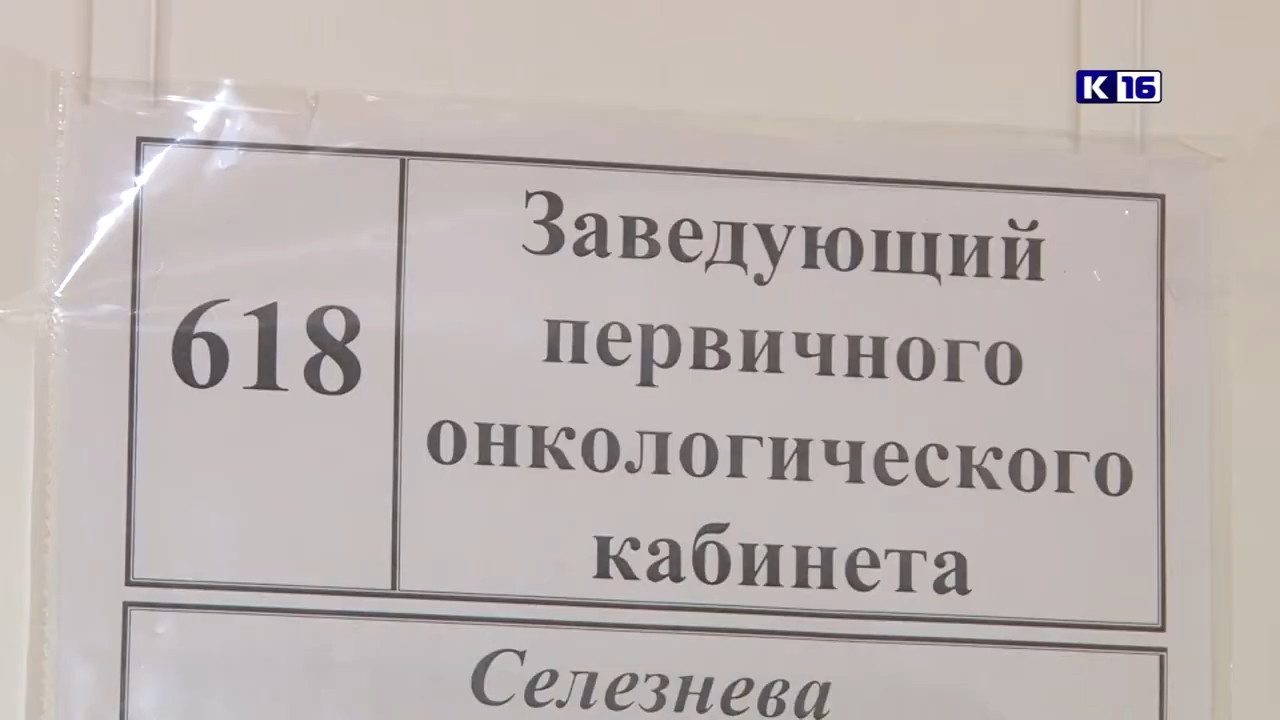 К 16
618
Заведующий
первичного
онкологического
кабинета
Селезнева